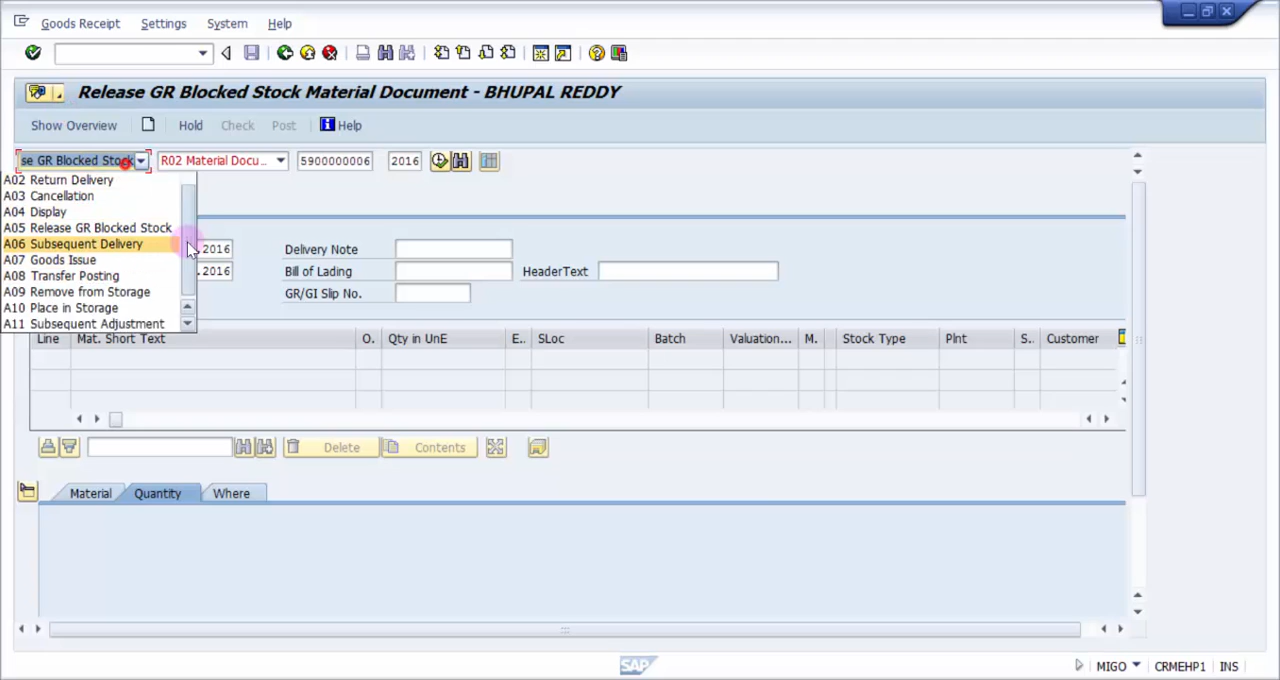 Goods Receipt Settings System Help
Release GR Blocked Stock Material Document - BHUPAL REDDY
Show Overview Hold Check Post Help
se GR Blocked Stock R02 Material Docu... 5900000006 2016
A02 Return Delivery
A03 Cancellation
A04 Display
A05 Release GR Blocked Stock
A06 Subsequent Delivery
A07 Goods Issue
A08 Transfer Posting
A09 Remove from Storage
A10 Place in Storage
A11 Subsequent Adjustment
.2016 Delivery Note
.2016 Bill of Lading HeaderText
GR/GI Slip No.
Line Mat. Short Text O. Qty in UnE E.. SLoc Batch Valuation... M. Stock Type Plnt S.. Customer
Delete Contents
Material Quantity Where
SAP MIGO CRMEHP1 INS